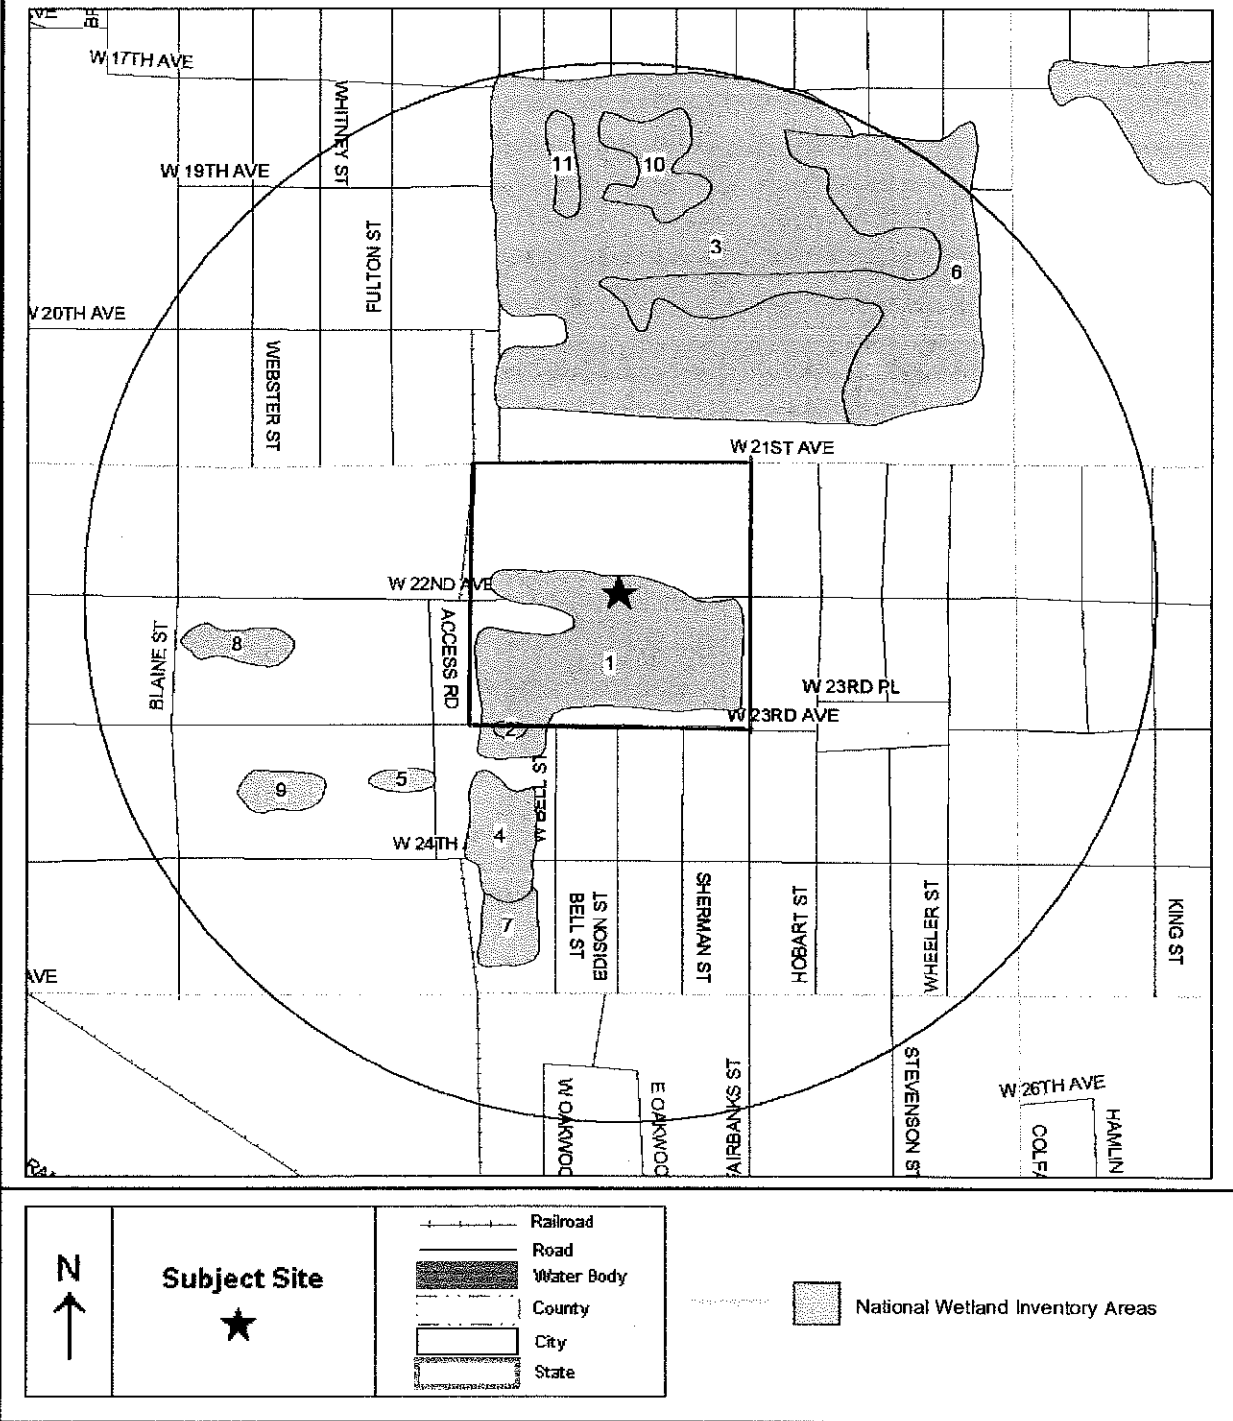 W 17TH AVE
WHITNEY ST
W 19TH AVE
11
10
3
6
FULTON ST
W 20TH AVE
WEBSTER ST
W 21ST AVE
W 22ND AVE
ACCESS RD
BLAINE ST
8
1
W 23RD PL
W 23RD AVE
2
5
9
W BELL ST
4
W 24TH
7
BELL ST
EDISON ST
SHERMAN ST
HOBART ST
WHEELER ST
KING ST
AVE
W OAKWOO
E OAKWOO
AIRBANKS ST
STEVENSON ST
W 26TH AVE
COLFA
HAMLIN
N
Subject Site
Railroad
Road
Water Body
County
City
State
National Wetland Inventory Areas